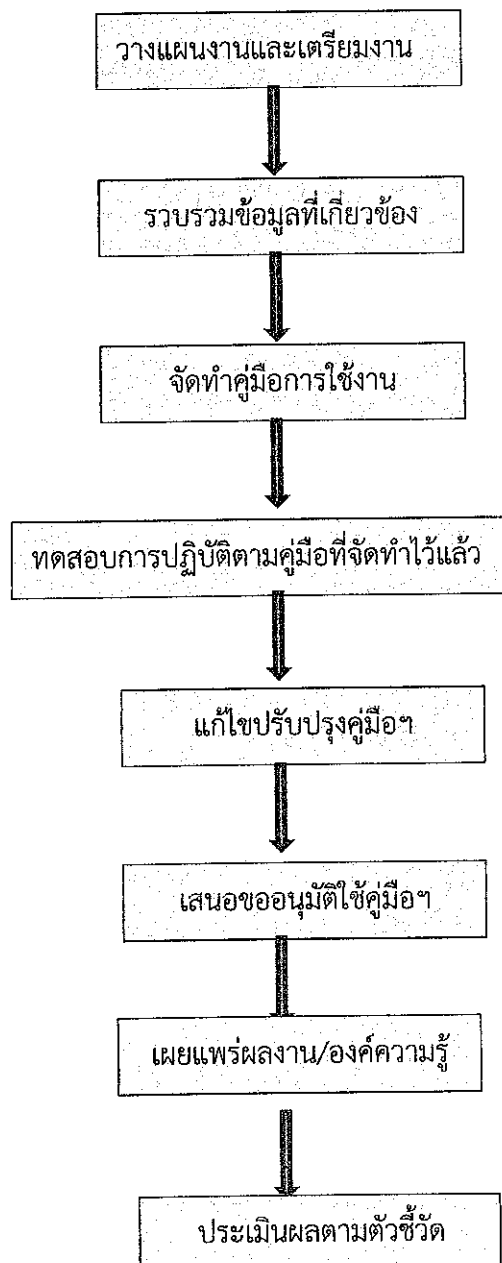 วางแผนงานและเตรียมงาน
รวบรวมข้อมูลที่เกี่ยวข้อง
จัดทำคู่มือการใช้งาน
ทดสอบการปฏิบัติตามคู่มือที่จัดทำไว้แล้ว
แก้ไขปรับปรุงคู่มือฯ
เสนอขออนุมัติใช้คู่มือฯ
เผยแพร่ผลงาน/องค์ความรู้
ประเมินผลตามตัวชี้วัด